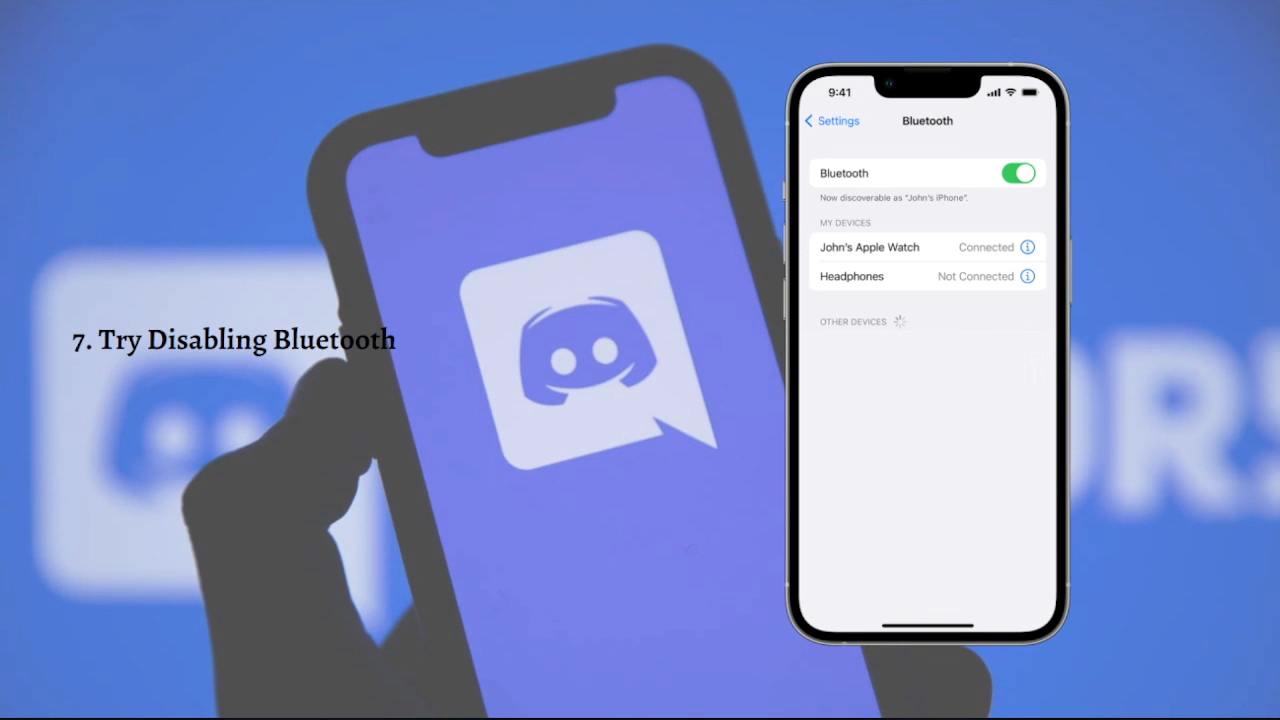 7. Try Disabling Bluetooth
9:41
Settings
Bluetooth
Bluetooth
Now discoverable as "John's iPhone".
MY DEVICES
John's Apple Watch Connected
Headphones Not Connected
OTHER DEVICES